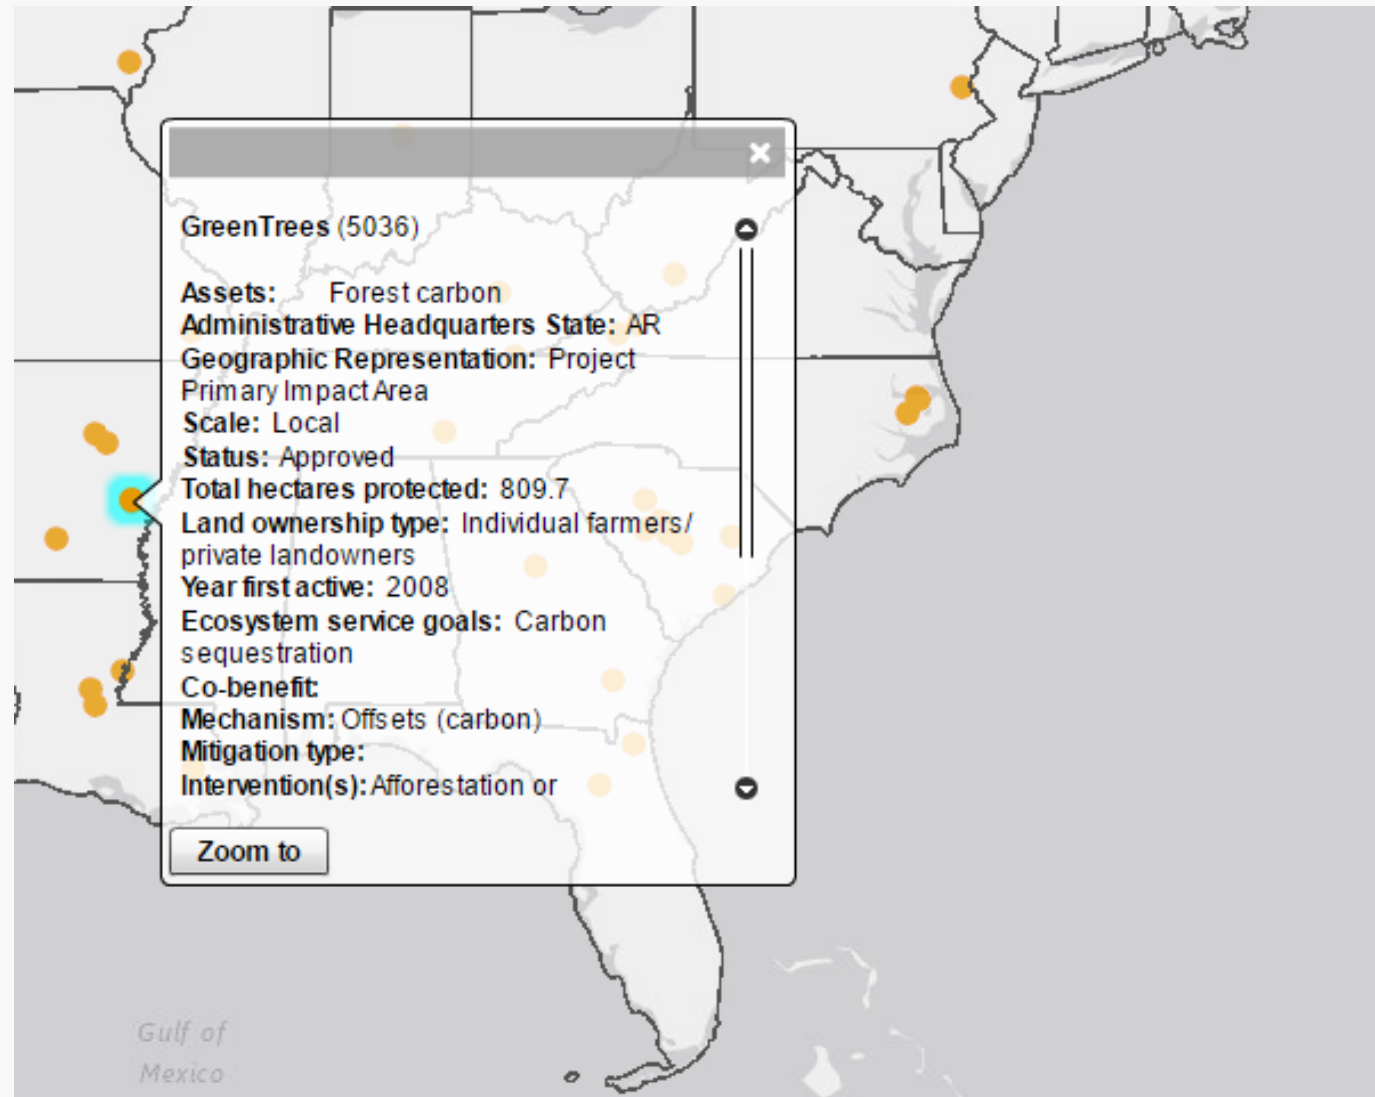 GreenTrees (5036)
Assets: Forest carbon
Administrative Headquarters State: AR
Geographic Representation: Project
Primary Impact Area
Scale: Local
Status: Approved
Total hectares protected: 809.7
Land ownership type: Individual farmers/
private landowners
Year first active: 2008
Ecosystem service goals: Carbon
sequestration
Co-benefit:
Mechanism: Offsets (carbon)
Mitigation type:
Intervention(s): Afforestation or
Zoom to
Gulf of
Mexico